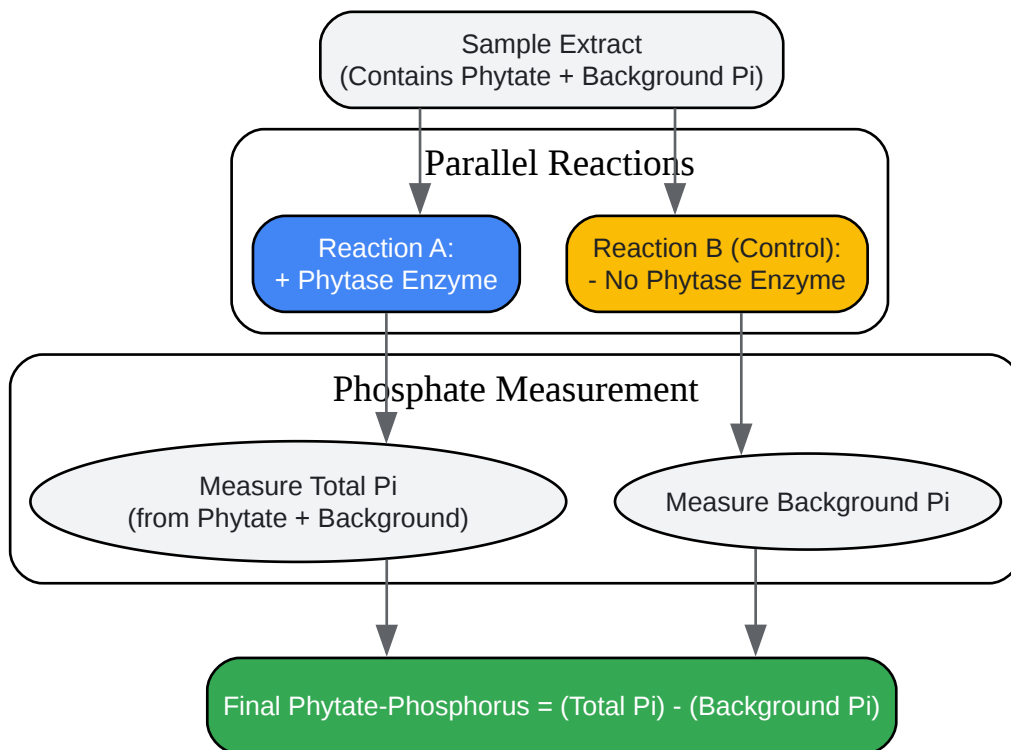 Sample Extract
(Contains Phytate + Background Pi)
Parallel Reactions
Reaction A:
+ Phytase Enzyme
Reaction B (Control):
- No Phytase Enzyme
Phosphate Measurement
Measure Total Pi
(from Phytate + Background)
Measure Background Pi
Final Phytate-Phosphorus = (Total Pi) - (Background Pi)